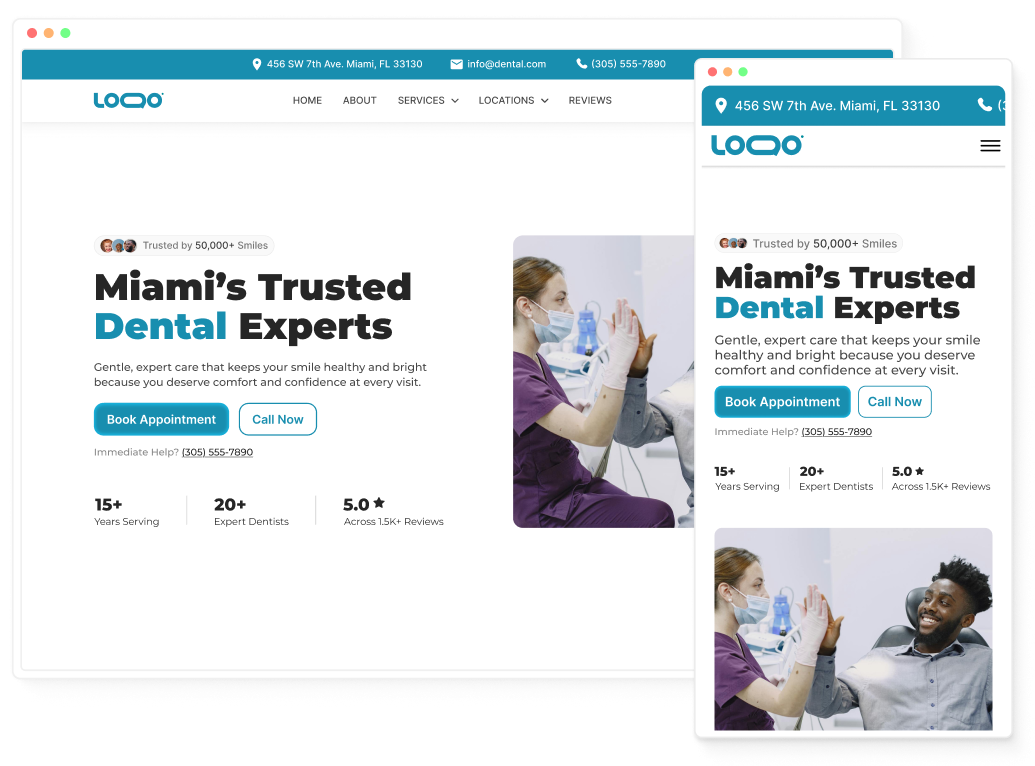 456 SW 7th Ave. Miami, FL 33130 info@dental.com (305) 555-7890
LOGO HOME ABOUT SERVICES LOCATIONS REVIEWS
Trusted by 50,000+ Smiles
Miami’s Trusted
Dental Experts
Gentle, expert care that keeps your smile healthy and bright
because you deserve comfort and confidence at every visit.
Book Appointment Call Now
Immediate Help? (305) 555-7890
15+ 20+ 5.0
Years Serving Expert Dentists Across 1.5K+ Reviews
456 SW 7th Ave. Miami, FL 33130
LOGO
Trusted by 50,000+ Smiles
Miami’s Trusted
Dental Experts
Gentle, expert care that keeps your smile
healthy and bright because you deserve
comfort and confidence at every visit.
Book Appointment Call Now
Immediate Help? (305) 555-7890
15+ 20+ 5.0
Years Serving Expert Dentists Across 1.5K+ Reviews